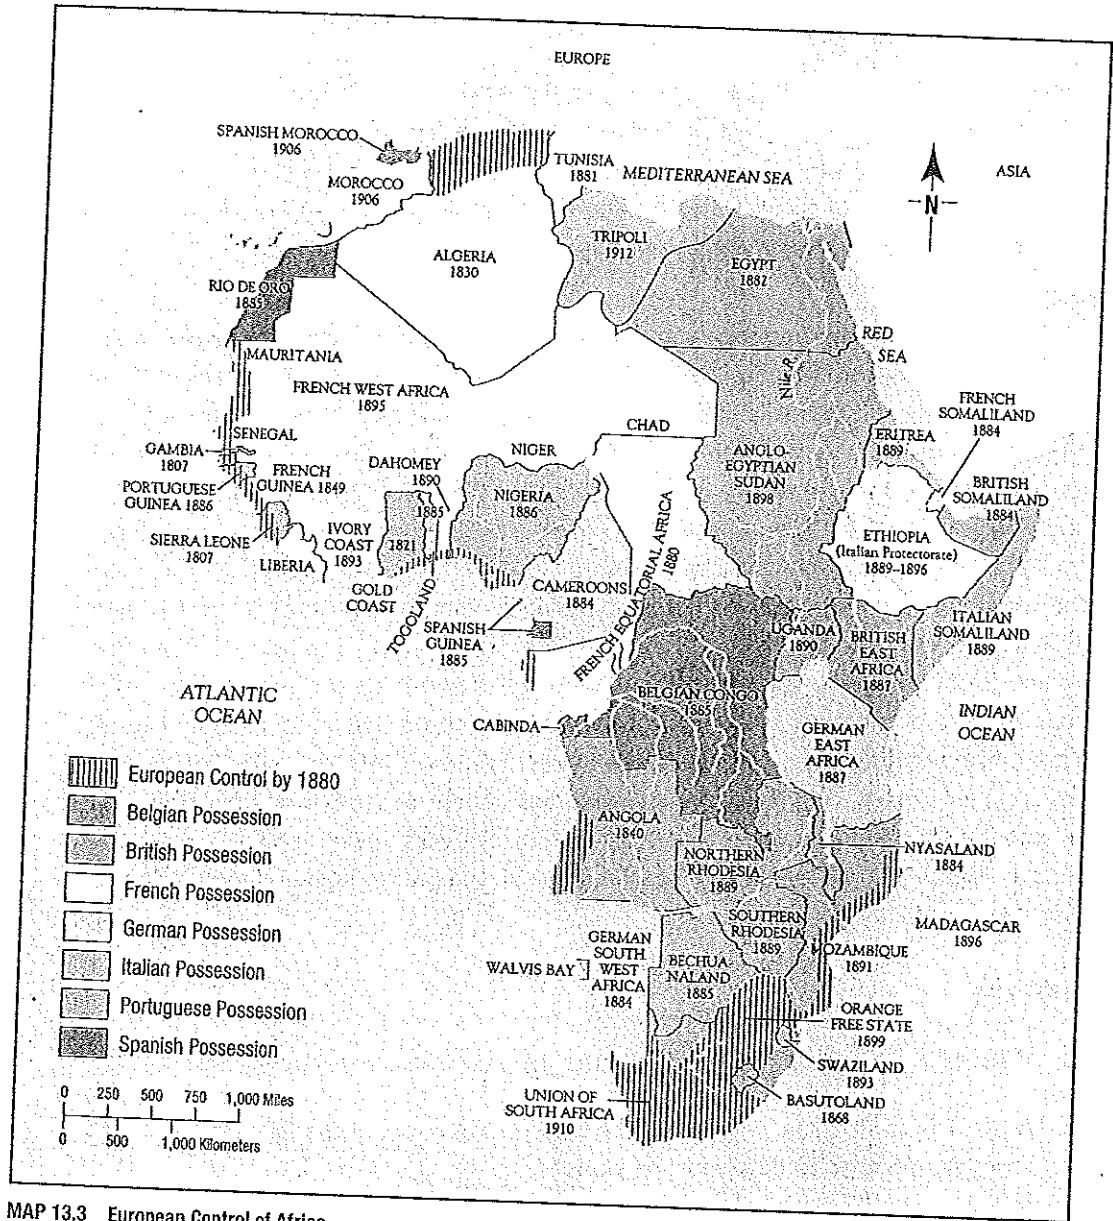 EUROPE
SPANISH MOROCCO
1906
MOROCCO
1906
TUNISIA
1881
MEDITERRANEAN SEA
ASIA
N
ALGERIA
1830
TRIPOLI
1912
EGYPT
1882
RIO DE ORO
1885
RED
SEA
Nile R.
MAURITANIA
FRENCH WEST AFRICA
1895
CHAD
FRENCH
SOMALILAND
1884
SENEGAL
GAMBIA
1807
FRENCH
GUINEA 1849
PORTUGUESE
GUINEA 1886
DAHOMEY
1890
1885
NIGER
NIGERIA
1886
ANGLO-
EGYPTIAN
SUDAN
1898
ERITREA
1889
BRITISH
SOMALILAND
1884
SIERRA LEONE
1807
LIBERIA
IVORY
COAST
1893
1821
GOLD
COAST
TOGOLAND
CAMEROONS
1884
FRENCH EQUATORIAL AFRICA
1880
ETHIOPIA
(Italian Protectorate)
1889–1896
SPANISH
GUINEA
1885
UGANDA
1890
BRITISH
EAST
AFRICA
1887
ITALIAN
SOMALILAND
1889
ATLANTIC
OCEAN
BELGIAN CONGO
1885
INDIAN
OCEAN
CABINDA
GERMAN
EAST
AFRICA
1887
ANGOLA
1840
NORTHERN
RHODESIA
1889
NYASALAND
1884
SOUTHERN
RHODESIA
1889
MADAGASCAR
1896
MOZAMBIQUE
1891
GERMAN
SOUTH
WEST
AFRICA
1884
WALVIS BAY
BECHUA-
NALAND
1885
ORANGE
FREE STATE
1899
SWAZILAND
1893
BASUTOLAND
1868
UNION OF
SOUTH AFRICA
1910
European Control by 1880
Belgian Possession
British Possession
French Possession
German Possession
Italian Possession
Portuguese Possession
Spanish Possession
0 250 500 750 1,000 Miles
0 500 1,000 Kilometers
MAP 13.3 European Control of Africa